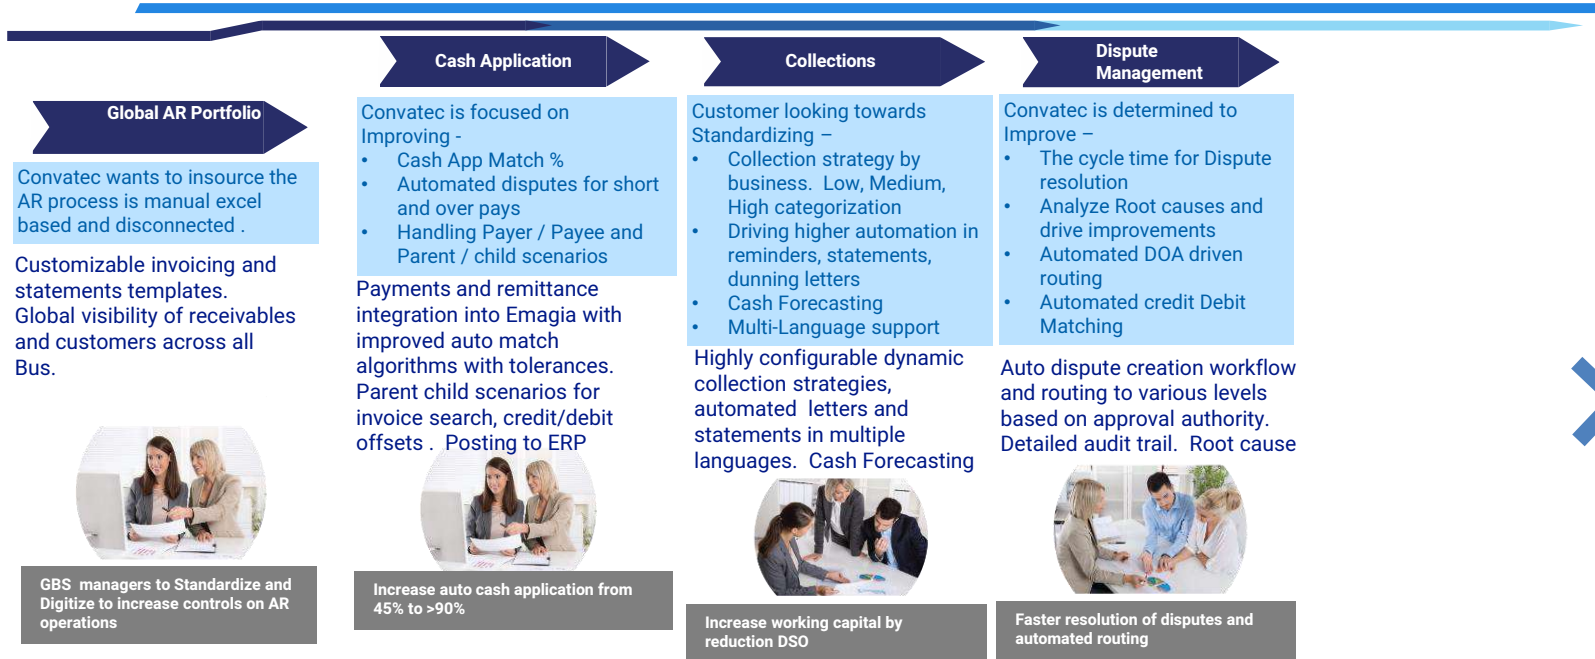 Global AR Portfolio
Convatec wants to insource the
AR process is manual excel
based and disconnected .
Customizable invoicing and
statements templates.
Global visibility of receivables
and customers across all
Bus.
GBS  managers to Standardize and
Digitize to increase controls on AR
operations
Cash Application
Convatec is focused on
Improving -
• Cash App Match %
• Automated disputes for short
and over pays
• Handling Payer / Payee and
Parent / child scenarios
Payments and remittance
integration into Emagia with
improved auto match
algorithms with tolerances.
Parent child scenarios for
invoice search, credit/debit
offsets .  Posting to ERP
Increase auto cash application from
45% to >90%
Collections
Customer looking towards
Standardizing –
• Collection strategy by
business.  Low, Medium,
High categorization
• Driving higher automation in
reminders, statements,
dunning letters
• Cash Forecasting
• Multi-Language support
Highly configurable dynamic
collection strategies,
automated  letters and
statements in multiple
languages.  Cash Forecasting
Increase working capital by
reduction DSO
Dispute
Management
Convatec is determined to
Improve –
• The cycle time for Dispute
resolution
• Analyze Root causes and
drive improvements
• Automated DOA driven
routing
• Automated credit Debit
Matching
Auto dispute creation workflow
and routing to various levels
based on approval authority.
Detailed audit trail.  Root cause
Faster resolution of disputes and
automated routing